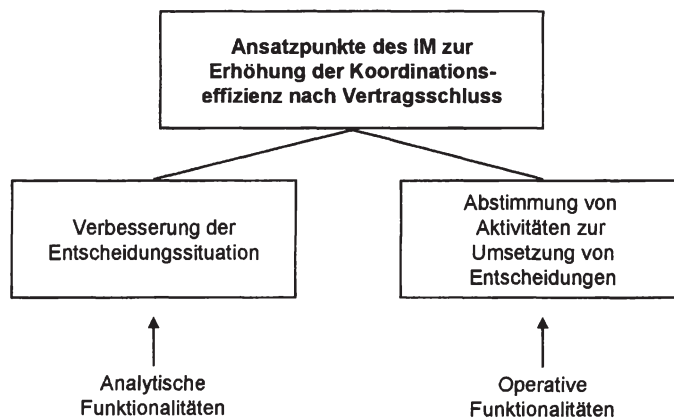 Ansatzpunkte des IM zur
Erhöhung der Koordinations-
effizienz nach Vertragsschluss
Verbesserung der
Entscheidungssituation
Abstimmung von
Aktivitäten zur
Umsetzung von
Entscheidungen
Analytische
Funktionalitäten
Operative
Funktionalitäten